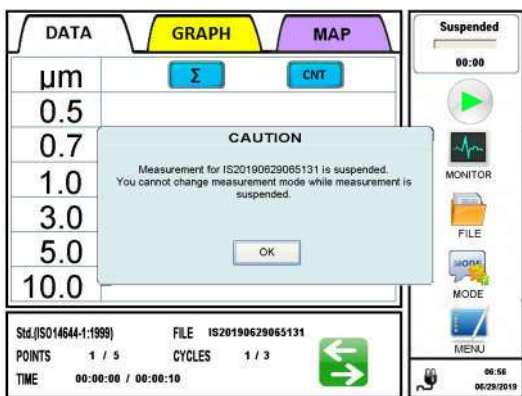 DATA
GRAPH
MAP
µm
Σ
CNT
0.5
0.7
1.0
3.0
5.0
10.0
CAUTION
Measurement for IS20190629065131 is suspended.
You cannot change measurement mode while measurement is
suspended.
OK
Std.(ISO14644-1:1999)
FILE IS20190629065131
POINTS 1 / 5
CYCLES 1 / 3
TIME 00:00:00 / 00:00:10
Suspended
00:00
MONITOR
FILE
MODE
MODE
MENU
06:56
06/29/2019